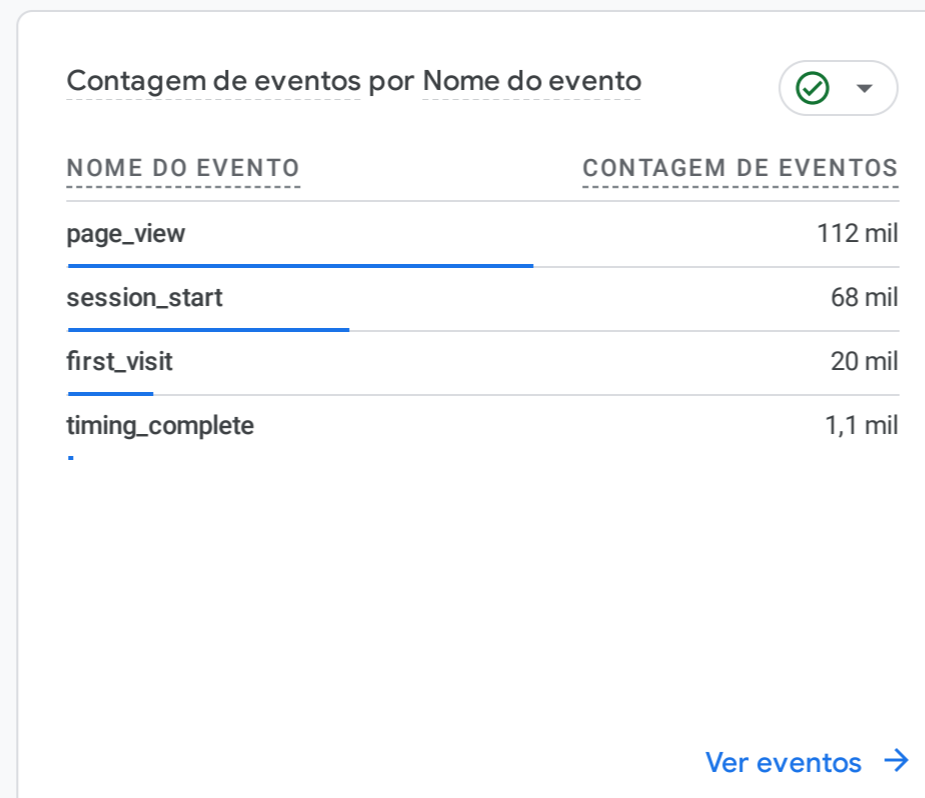 Contagem de eventos por Nome do evento
NOME DO EVENTO CONTAGEM DE EVENTOS
page_view 112 mil
session_start 68 mil
first_visit 20 mil
timing_complete 1,1 mil
Ver eventos